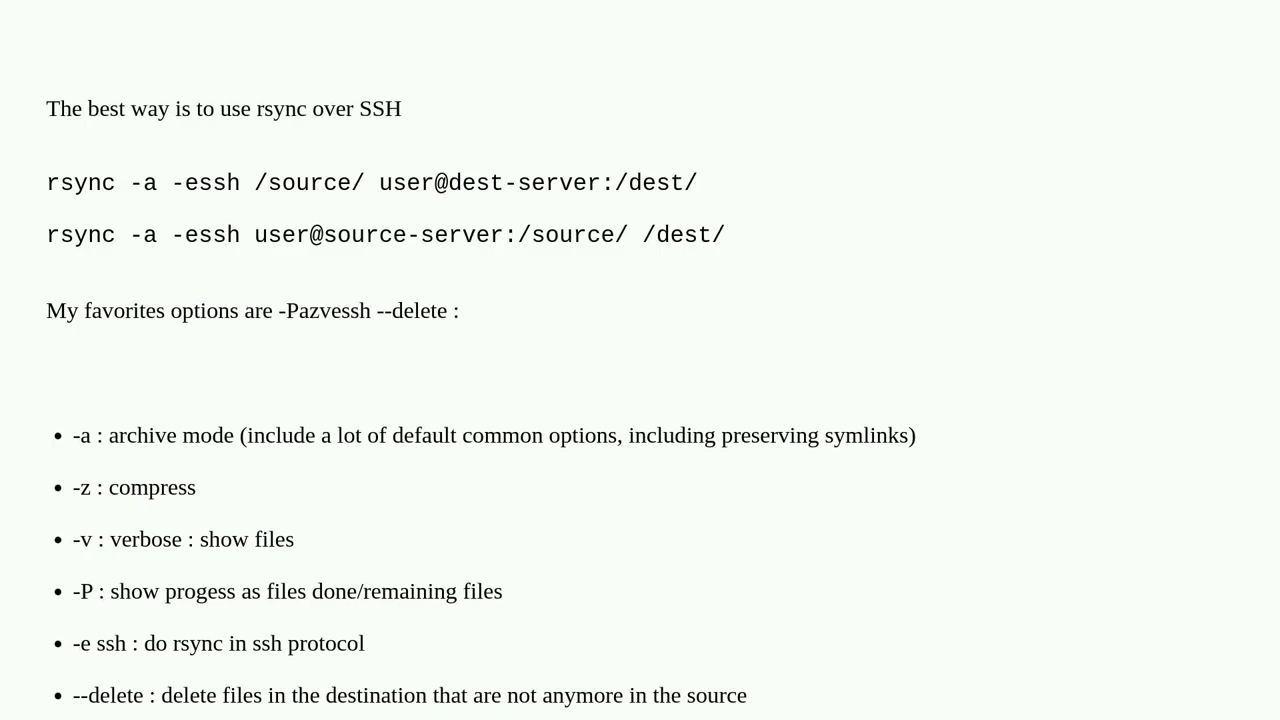 The best way is to use rsync over SSH
rsync -a -essh /source/ user@dest-server:/dest/
rsync -a -essh user@source-server:/source/ /dest/
My favorites options are -Pazvessh --delete :
• -a : archive mode (include a lot of default common options, including preserving symlinks)
• -z : compress
• -v : verbose : show files
• -P : show progess as files done/remaining files
• -e ssh : do rsync in ssh protocol
• --delete : delete files in the destination that are not anymore in the source